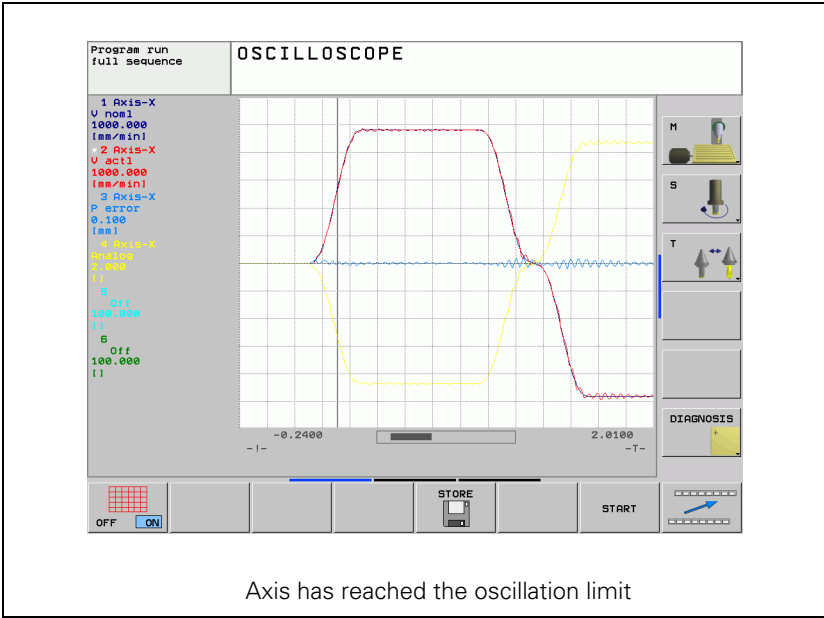 Program run
full sequence
OSCILLOSCOPE
1 Axis-X
V noml
1000.000
[mm/min]
2 Axis-X
V actl
1000.000
[mm/min]
3 Axis-X
P error
0.100
[mm]
4 Axis-X
Analog
2.000
[]
5
Off
100.000
[]
6
Off
100.000
[]
M
S
T
DIAGNOSIS
-0.2400
2.0100
-!-
-T-
OFF ON
STORE
START
Axis has reached the oscillation limit